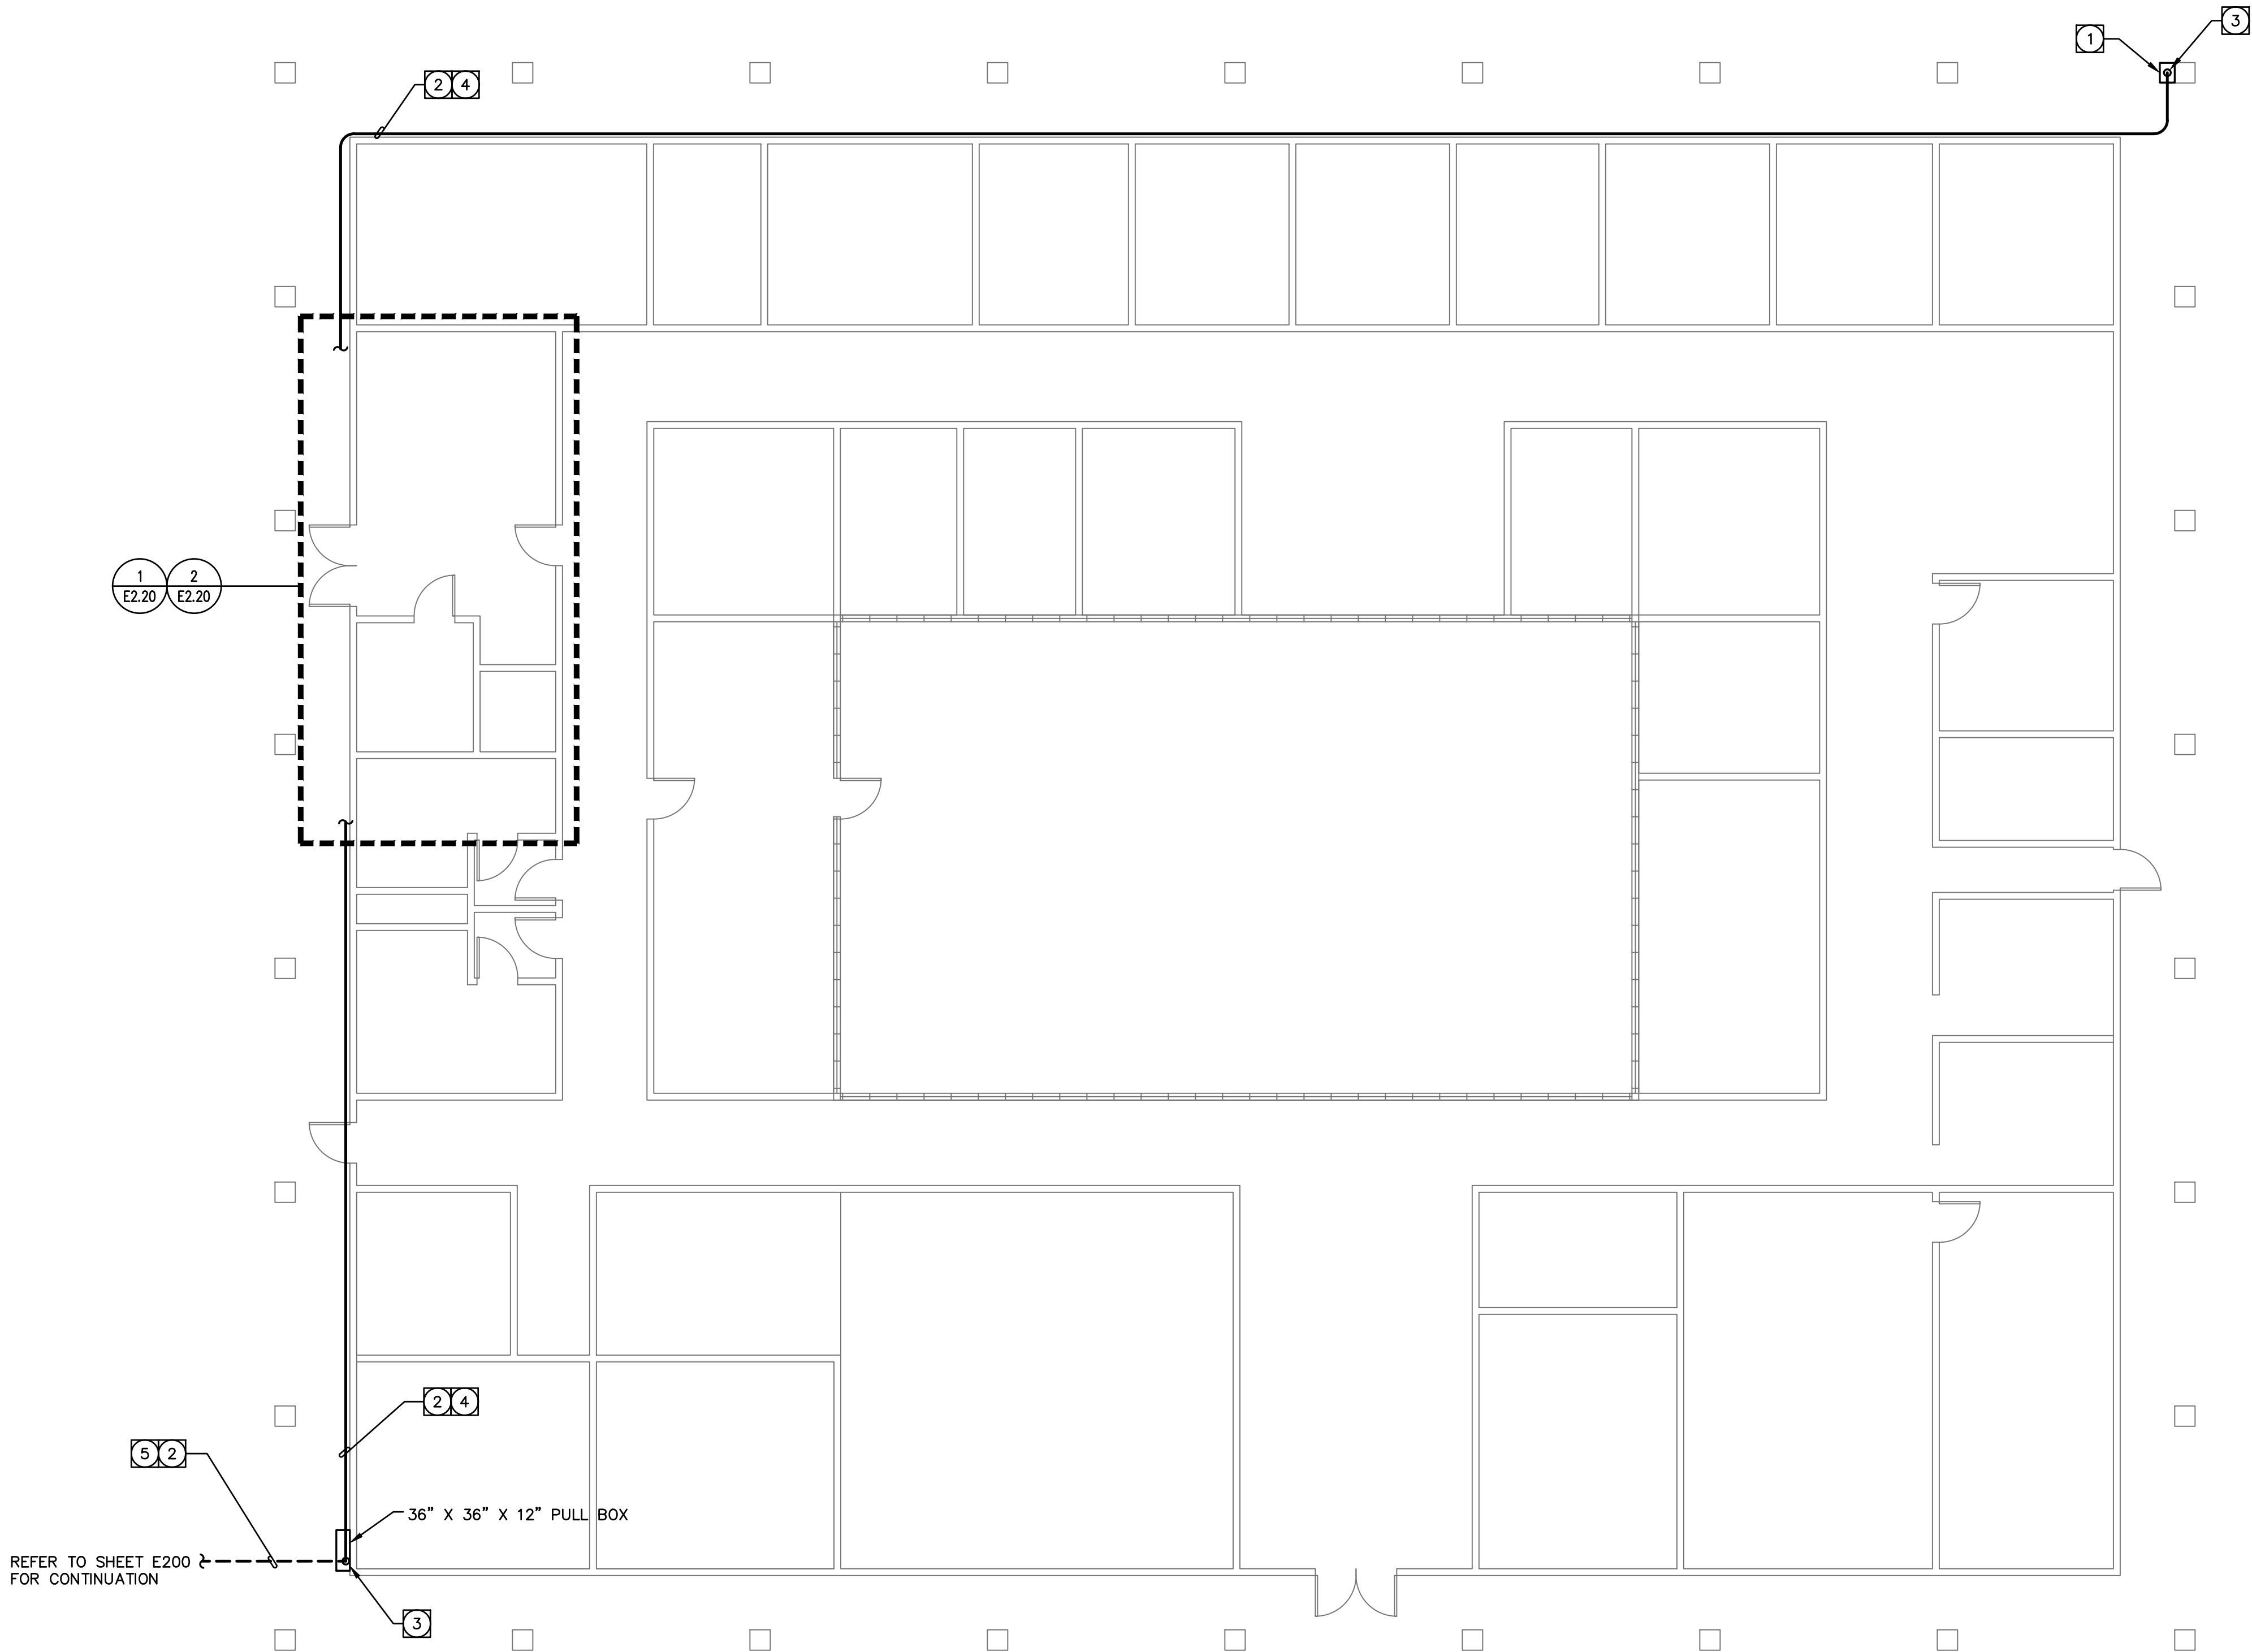 3
1
2 4
1 2
E2.20 E2.20
2 4
5 2
36” X 36” X 12” PULL BOX
REFER TO SHEET E200
FOR CONTINUATION
3